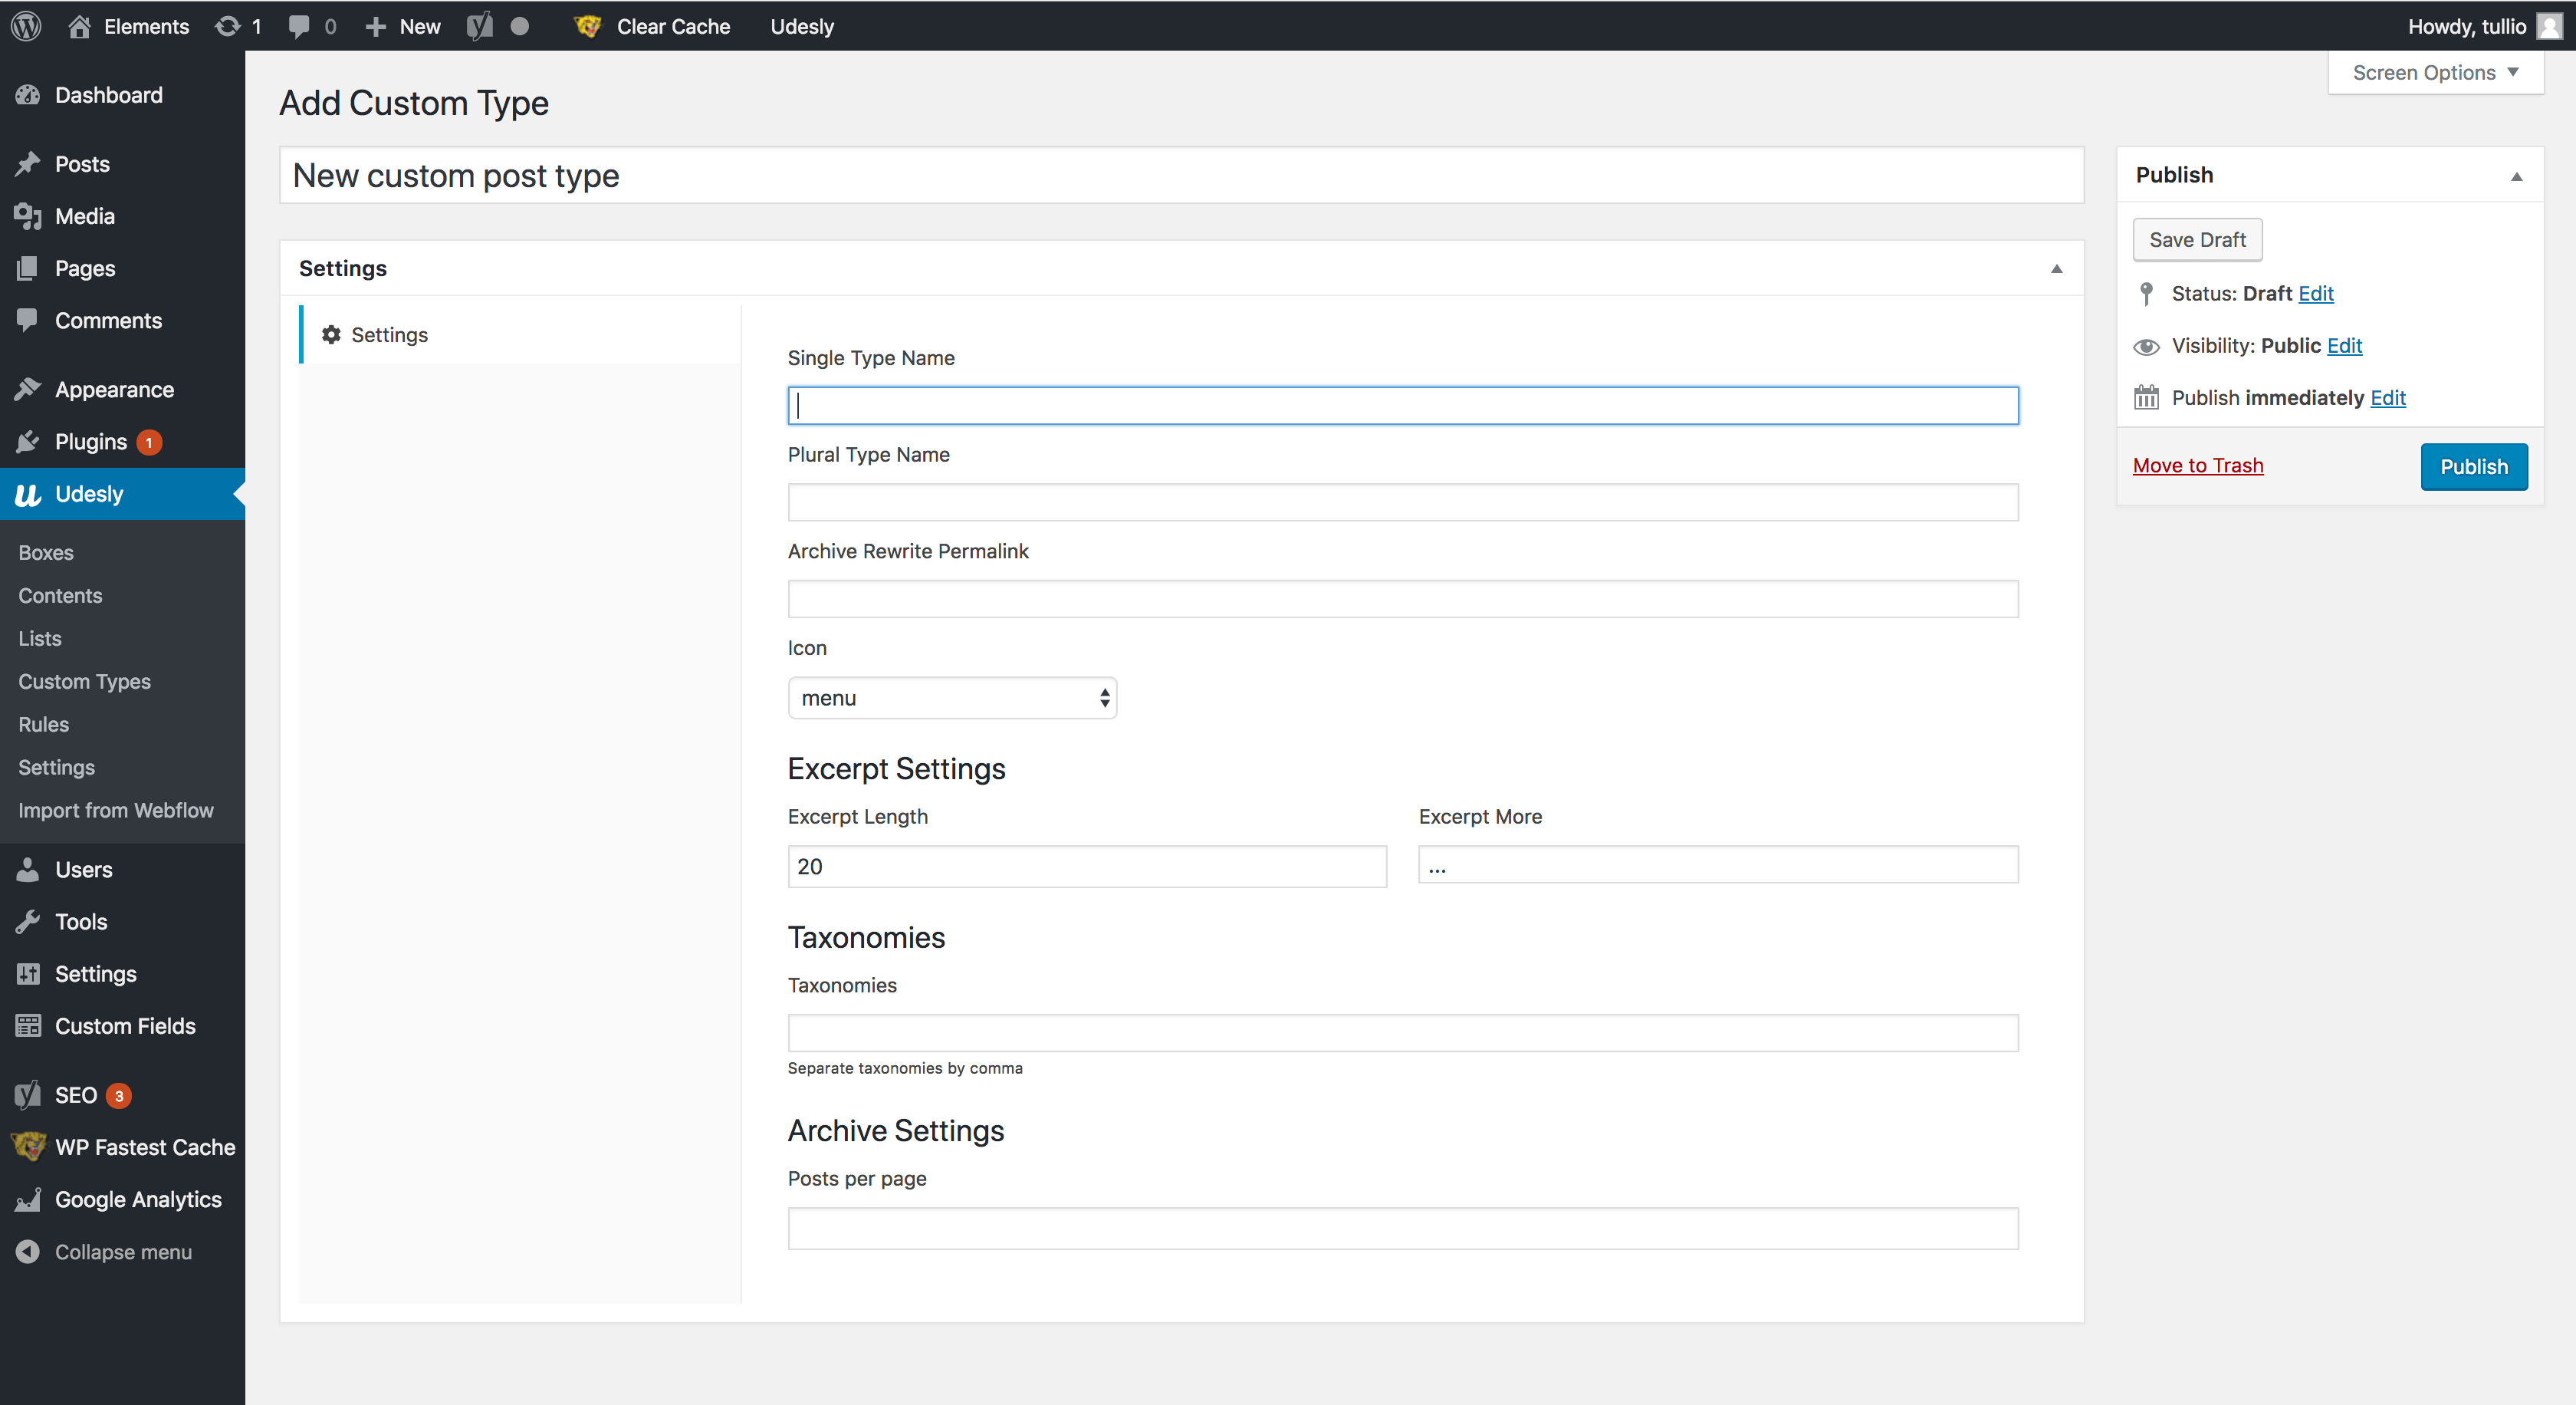 Elements 1 0 New Clear Cache Udesly Howdy, tullio
Screen Options
Dashboard
Posts
Media
Pages
Comments
Appearance
Plugins 1
Udesly
Boxes
Contents
Lists
Custom Types
Rules
Settings
Import from Webflow
Users
Tools
Settings
Custom Fields
SEO 3
WP Fastest Cache
Google Analytics
Collapse menu
Add Custom Type
New custom post type
Settings
Settings
Single Type Name
Plural Type Name
Archive Rewrite Permalink
Icon
menu
Excerpt Settings
Excerpt Length Excerpt More
20 ...
Taxonomies
Taxonomies
Separate taxonomies by comma
Archive Settings
Posts per page
Publish
Save Draft
Status: Draft Edit
Visibility: Public Edit
Publish immediately Edit
Move to Trash Publish